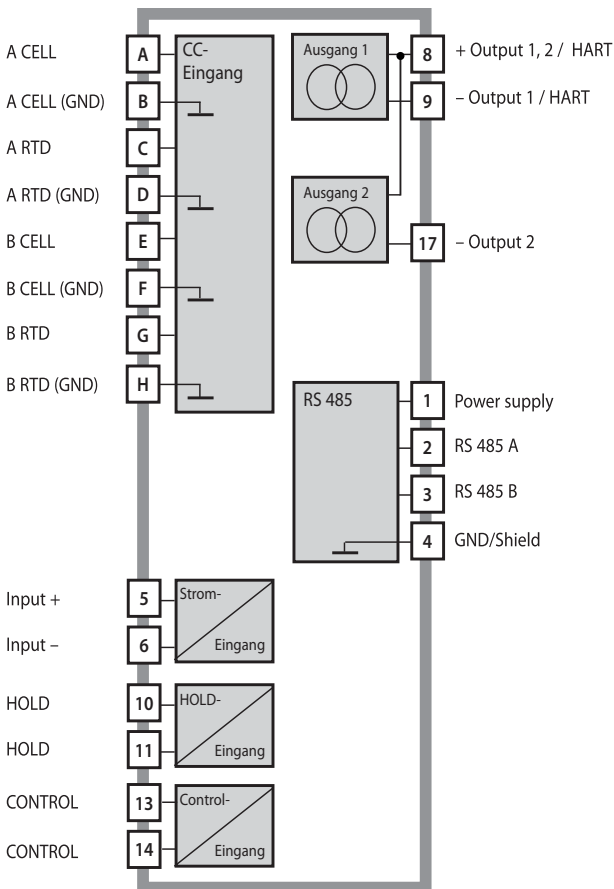 A CELL
A
CC-
Eingang
A CELL (GND)
B
A RTD
C
A RTD (GND)
D
B CELL
E
B CELL (GND)
F
B RTD
G
B RTD (GND)
H
Ausgang 1
8
+ Output 1, 2 / HART
9
– Output 1 / HART
Ausgang 2
17
– Output 2
RS 485
1
Power supply
2
RS 485 A
3
RS 485 B
4
GND/Shield
Input +
5
Strom-
Input –
6
Eingang
HOLD
10
HOLD-
HOLD
11
Eingang
CONTROL
13
Control-
CONTROL
14
Eingang